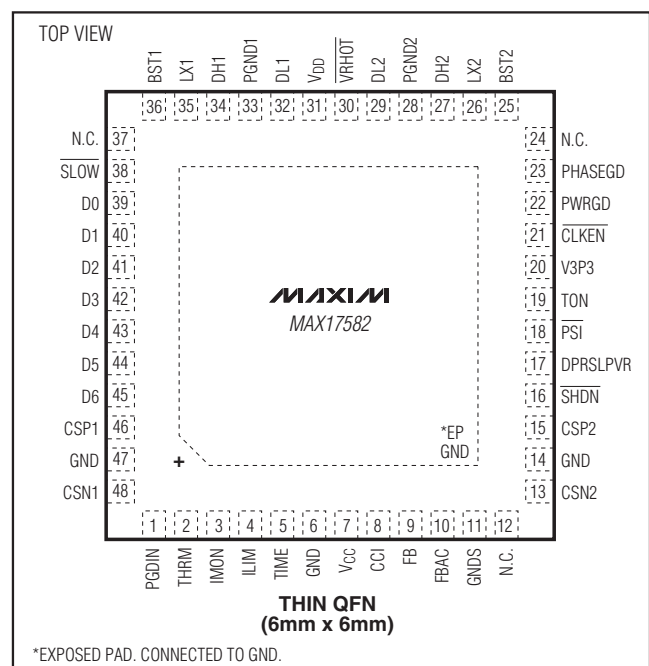 TOP VIEW
BST1 LX1 DH1 PGND1 DL1 VDD VRHOT DL2 PGND2 DH2 LX2 BST2
36 35 34 33 32 31 30 29 28 27 26 25
N.C. 37 24 N.C.
SLOW 38 23 PHASEGD
D0 39 22 PWRGD
D1 40 21 CLKEN
D2 41 20 V3P3
D3 42 MAXIM 19 TON
D4 43 MAX17582 18 PSI
D5 44 17 DPRSLPVR
D6 45 16 SHDN
CSP1 46 *EP 15 CSP2
GND 47 + GND 14 GND
CSN1 48 13 CSN2
1 2 3 4 5 6 7 8 9 10 11 12
PGDIN THRM IMON ILIM TIME GND VCC CCI FB FBAC GNDS N.C.
THIN QFN
(6mm x 6mm)
*EXPOSED PAD. CONNECTED TO GND.